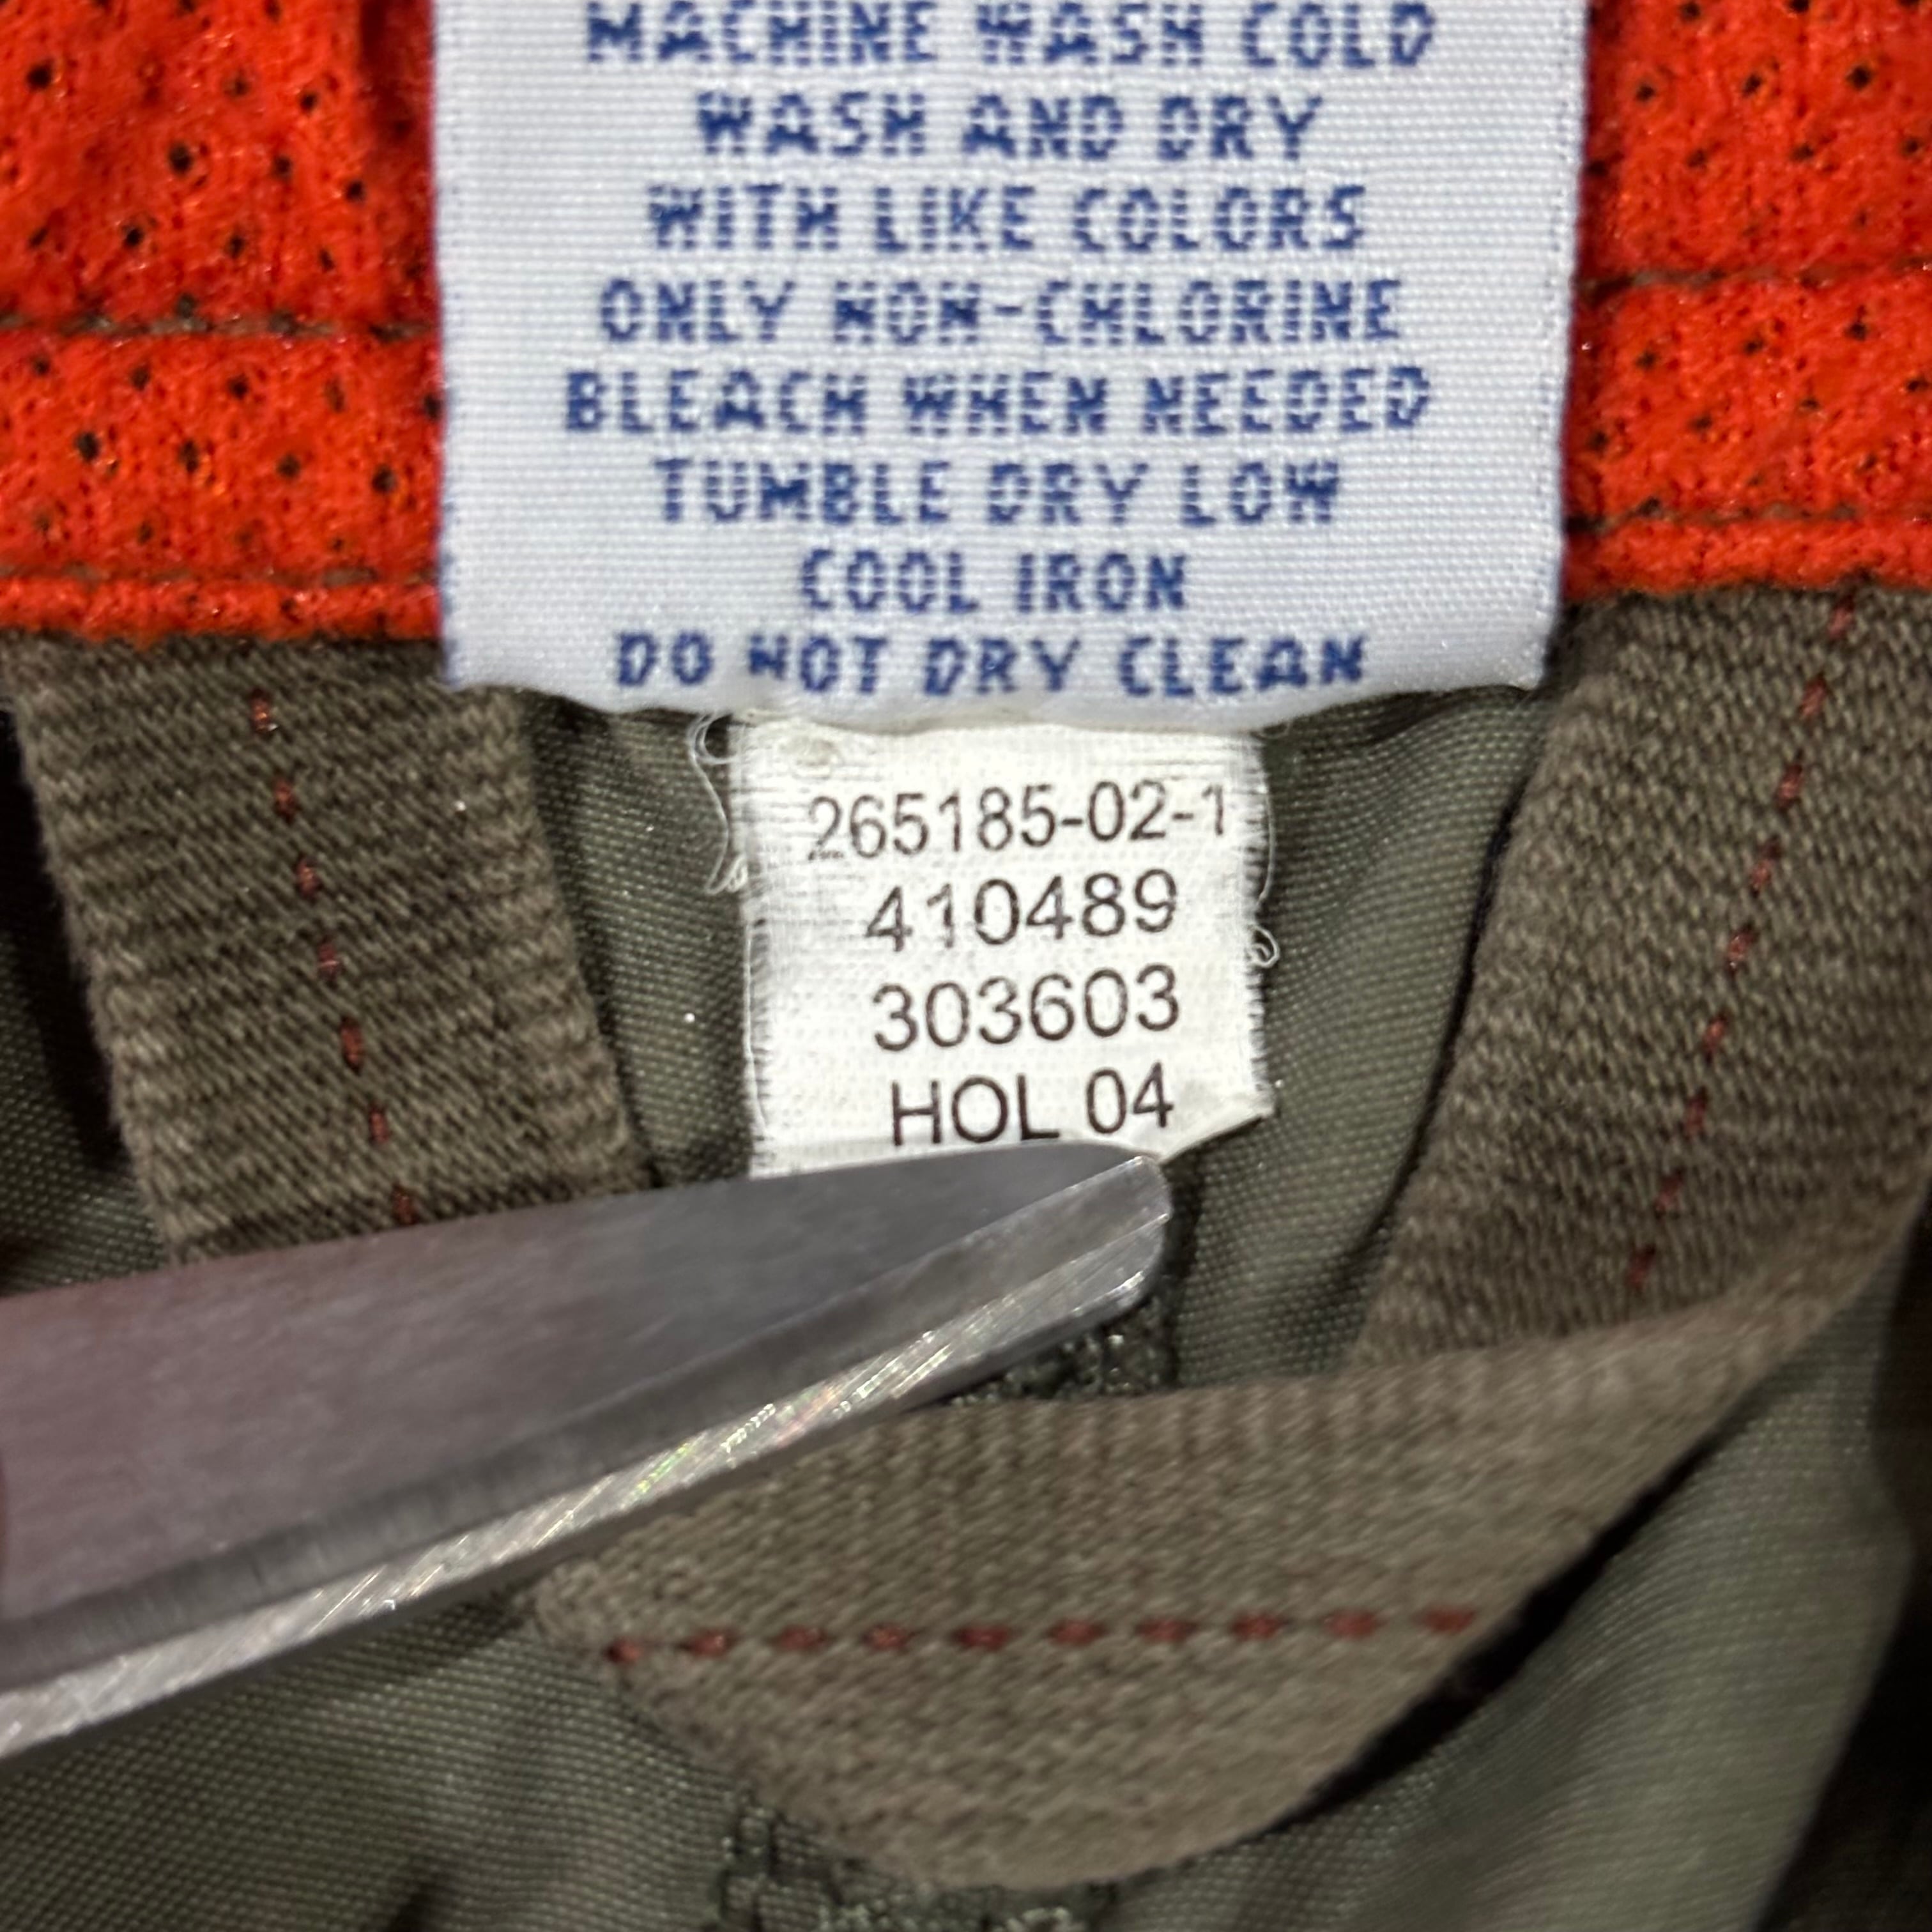 MACHINE WASH COLD
WASH AND DRY
WITH LIKE COLORS
ONLY NON-CHLORINE
BLEACH WHEN NEEDED
TUMBLE DRY LOW
COOL IRON
DO NOT DRY CLEAN
265185-02-1
410489
303603
HOL 04